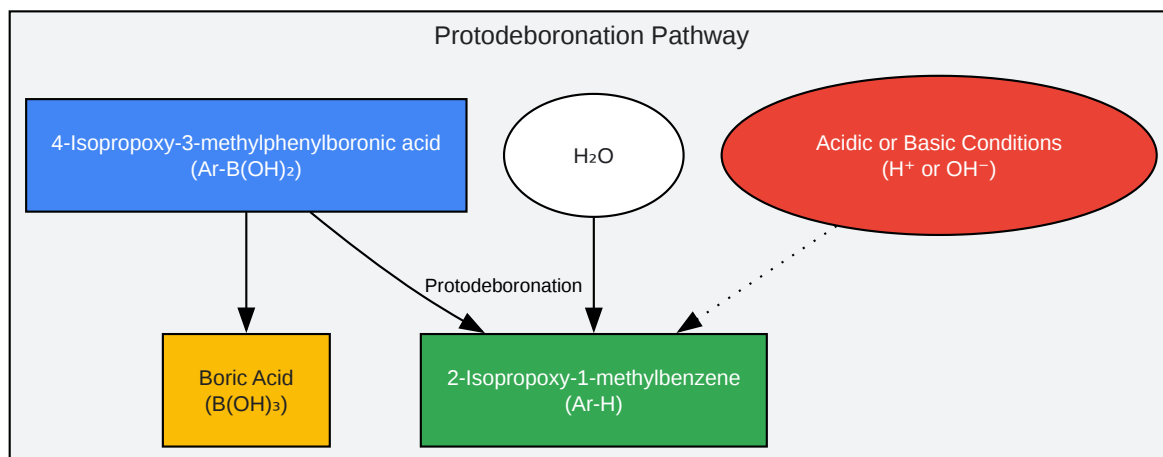 Protodeboronation Pathway
4-Isopropoxy-3-methylphenylboronic acid
(Ar-B(OH)₂)
H₂O
Acidic or Basic Conditions
(H⁺ or OH⁻)
Protodeboronation
Boric Acid
(B(OH)₃)
2-Isopropoxy-1-methylbenzene
(Ar-H)